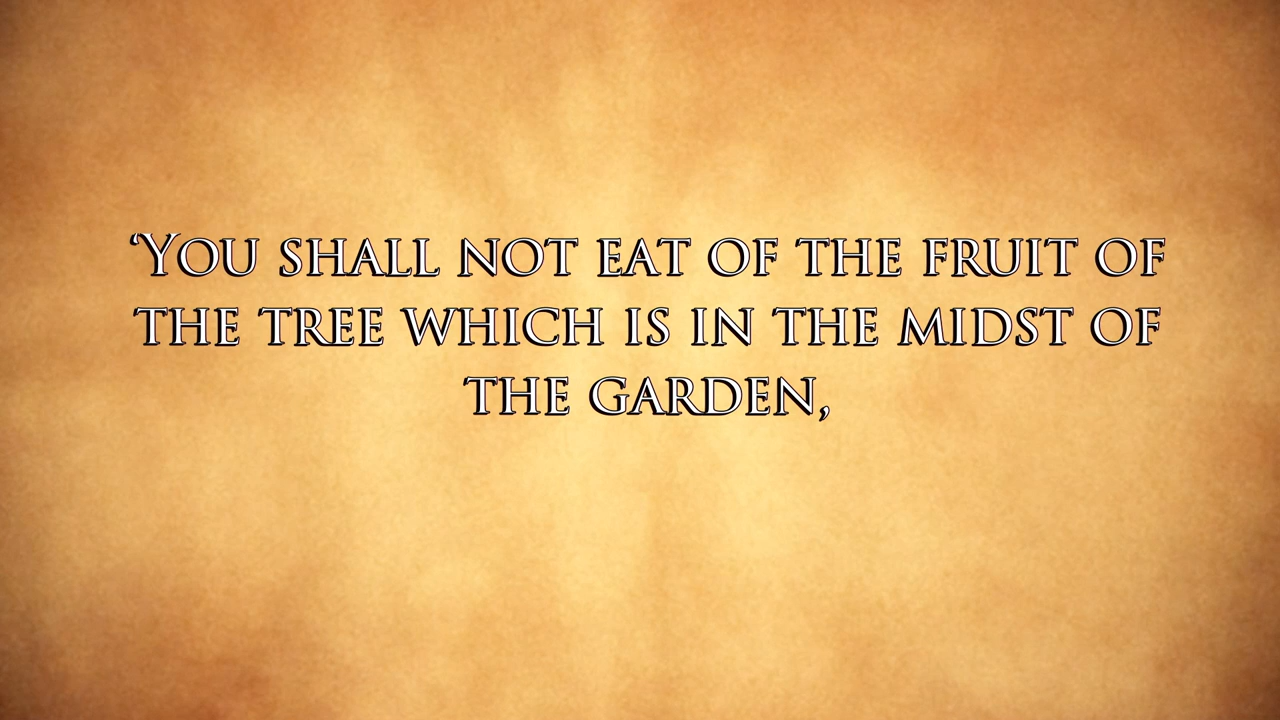 ‘You shall not eat of the fruit of
the tree which is in the midst of
the garden,